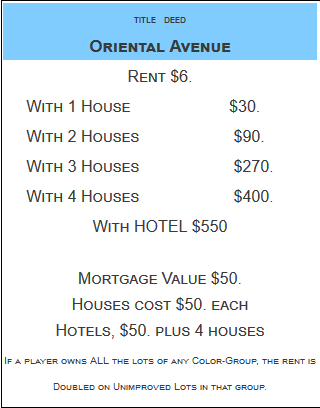 TITLE DEED
ORIENTAL AVENUE
RENT $6.
WITH 1 HOUSE $30.
WITH 2 HOUSES $90.
WITH 3 HOUSES $270.
WITH 4 HOUSES $400.
WITH HOTEL $550
MORTGAGE VALUE $50.
HOUSES COST $50. EACH
HOTELS, $50. PLUS 4 HOUSES
IF A PLAYER OWNS ALL THE LOTS OF ANY COLOR-GROUP, THE RENT IS
DOUBLED ON UNIMPROVED LOTS IN THAT GROUP.